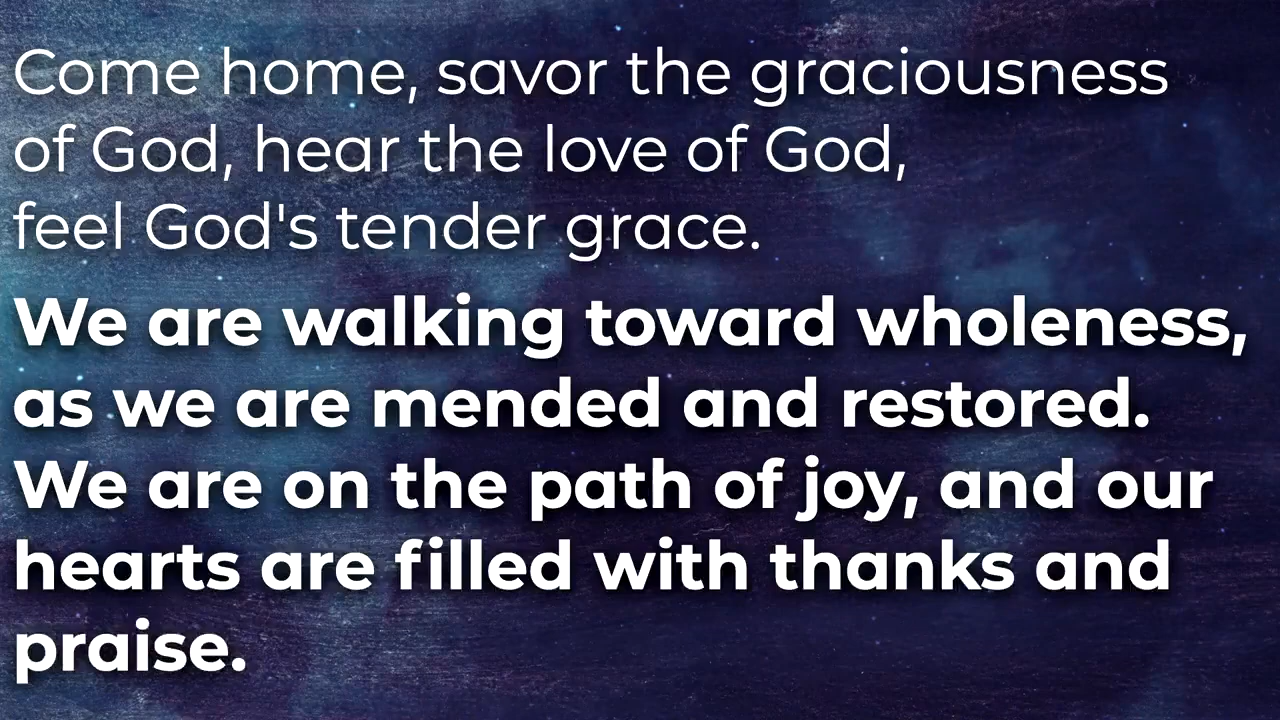 Come home, savor the graciousness
of God, hear the love of God,
feel God's tender grace.
We are walking toward wholeness,
as we are mended and restored.
We are on the path of joy, and our
hearts are filled with thanks and
praise.